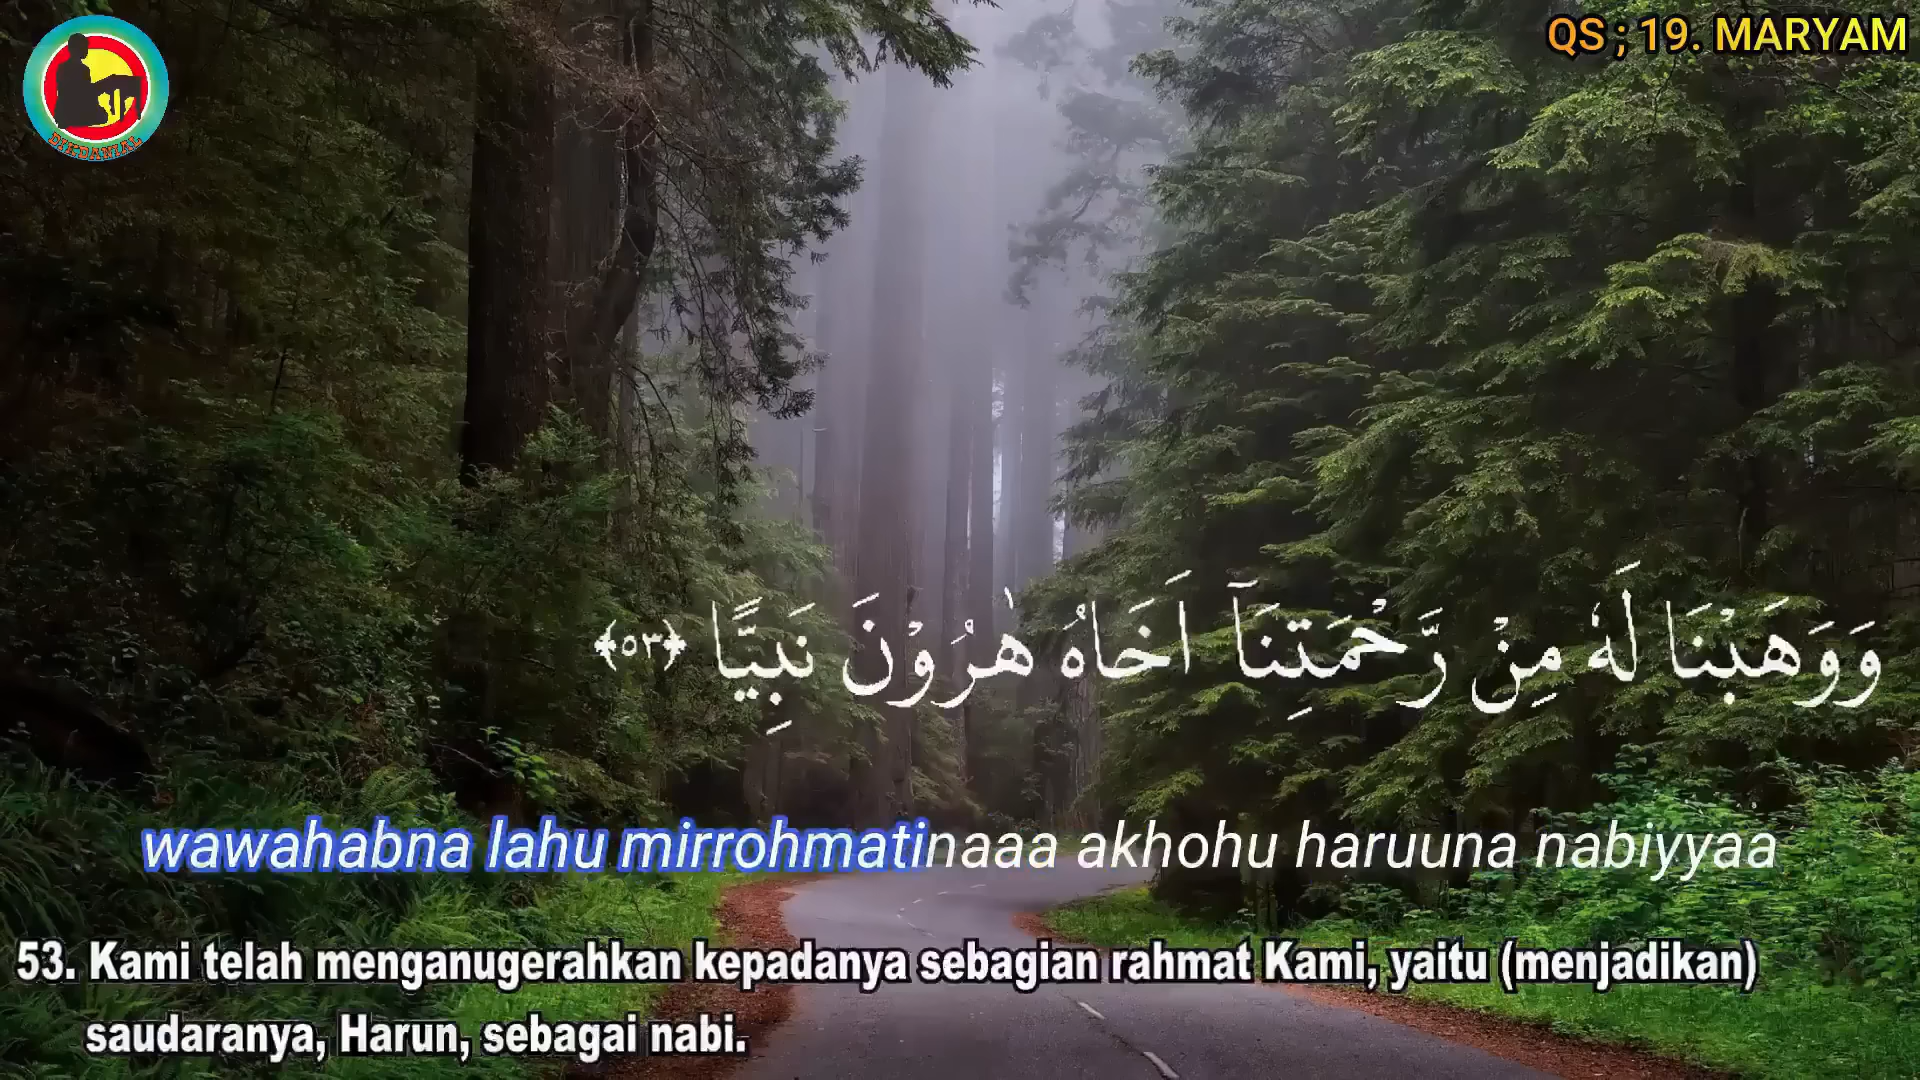 QS ; 19. MARYAM
DIKDANIAL
وَوَهَبْنَا لَهٗ مِنْ رَّحْمَتِنَآ اَخَاهُ هٰرُوْنَ نَبِيًّا ﴿٥٣﴾
wawahabna lahu mirrohmatinaaa akhohu haruuna nabiyyaa
53. Kami telah menganugerahkan kepadanya sebagian rahmat Kami, yaitu (menjadikan)
saudaranya, Harun, sebagai nabi.